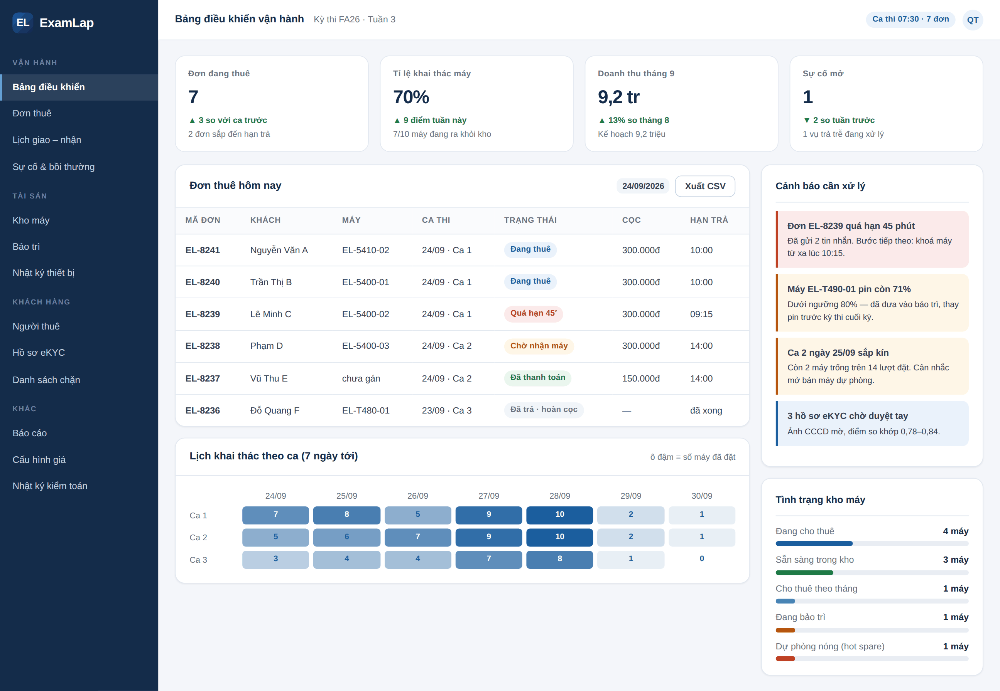 EL ExamLap
VẬN HÀNH
Bảng điều khiển
Đơn thuê
Lịch giao – nhận
Sự cố & bồi thường
TÀI SẢN
Kho máy
Bảo trì
Nhật ký thiết bị
KHÁCH HÀNG
Người thuê
Hồ sơ eKYC
Danh sách chặn
KHÁC
Báo cáo
Cấu hình giá
Nhật ký kiểm toán
Bảng điều khiển vận hành Kỳ thi FA26 · Tuần 3 Ca thi 07:30 · 7 đơn QT
Đơn đang thuê
7
▲ 3 so với ca trước
2 đơn sắp đến hạn trả
Tỉ lệ khai thác máy
70%
▲ 9 điểm tuần này
7/10 máy đang ra khỏi kho
Doanh thu tháng 9
9,2 tr
▲ 13% so tháng 8
Kế hoạch 9,2 triệu
Sự cố mở
1
▼ 2 so tuần trước
1 vụ trả trễ đang xử lý
Đơn thuê hôm nay 24/09/2026 Xuất CSV
MÃ ĐƠN KHÁCH MÁY CA THI TRẠNG THÁI CỌC HẠN TRẢ
EL-8241 Nguyễn Văn A EL-5410-02 24/09 · Ca 1 Đang thuê 300.000đ 10:00
EL-8240 Trần Thị B EL-5400-01 24/09 · Ca 1 Đang thuê 300.000đ 10:00
EL-8239 Lê Minh C EL-5400-02 24/09 · Ca 1 Quá hạn 45′ 300.000đ 09:15
EL-8238 Phạm D EL-5400-03 24/09 · Ca 2 Chờ nhận máy 300.000đ 14:00
EL-8237 Vũ Thu E chưa gán 24/09 · Ca 2 Đã thanh toán 150.000đ 14:00
EL-8236 Đỗ Quang F EL-T480-01 23/09 · Ca 3 Đã trả · hoàn cọc — đã xong
Lịch khai thác theo ca (7 ngày tới) ô đậm = số máy đã đặt
24/09 25/09 26/09 27/09 28/09 29/09 30/09
Ca 1 7 8 5 9 10 2 1
Ca 2 5 6 7 9 10 2 1
Ca 3 3 4 4 7 8 1 0
Cảnh báo cần xử lý
Đơn EL-8239 quá hạn 45 phút
Đã gửi 2 tin nhắn. Bước tiếp theo: khoá máy
từ xa lúc 10:15.
Máy EL-T490-01 pin còn 71%
Dưới ngưỡng 80% — đã đưa vào bảo trì, thay
pin trước kỳ thi cuối kỳ.
Ca 2 ngày 25/09 sắp kín
Còn 2 máy trống trên 14 lượt đặt. Cân nhắc
mở bán máy dự phòng.
3 hồ sơ eKYC chờ duyệt tay
Ảnh CCCD mờ, điểm so khớp 0,78–0,84.
Tình trạng kho máy
Đang cho thuê 4 máy
Sẵn sàng trong kho 3 máy
Cho thuê theo tháng 1 máy
Đang bảo trì 1 máy
Dự phòng nóng (hot spare) 1 máy